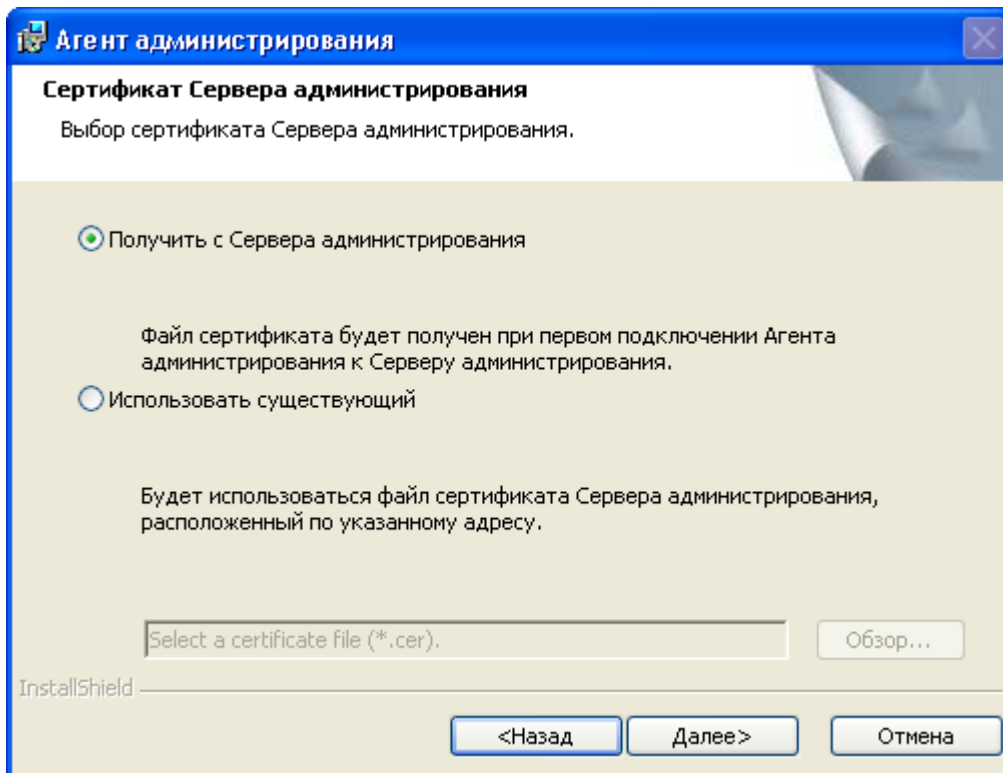 Агент администрирования
Сертификат Сервера администрирования
Выбор сертификата Сервера администрирования.
Получить с Сервера администрирования
Файл сертификата будет получен при первом подключении Агента
администрирования к Серверу администрирования.
Использовать существующий
Будет использоваться файл сертификата Сервера администрирования,
расположенный по указанному адресу.
Select a certificate file (*.cer).
Обзор...
InstallShield
<Назад
Далее>
Отмена